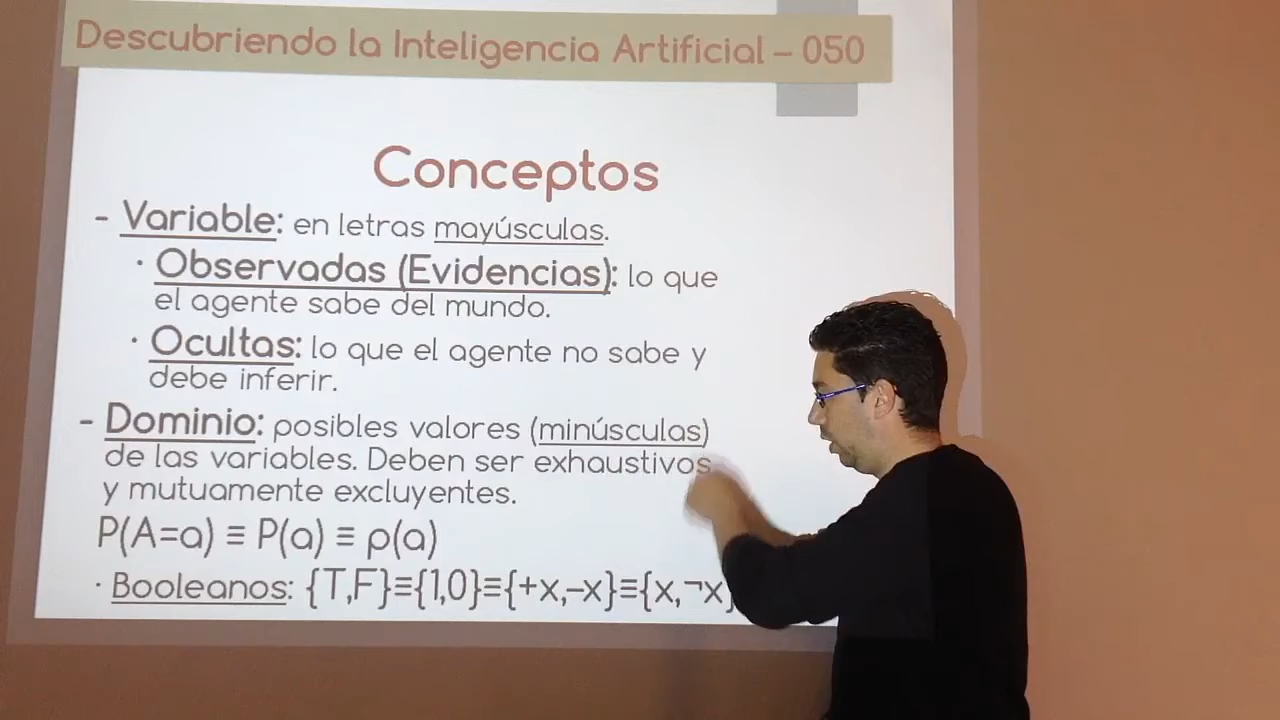 Descubriendo la Inteligencia Artificial – 050
Conceptos
- Variable: en letras mayúsculas.
· Observadas (Evidencias): lo que
el agente sabe del mundo.
· Ocultas: lo que el agente no sabe y
debe inferir.
- Dominio: posibles valores (minúsculas)
de las variables. Deben ser exhaustivos
y mutuamente excluyentes.
P(A=a) ≡ P(a) ≡ ρ(a)
· Booleanos: {T,F}≡{1,0}≡{+x,–x}≡{x,¬x}